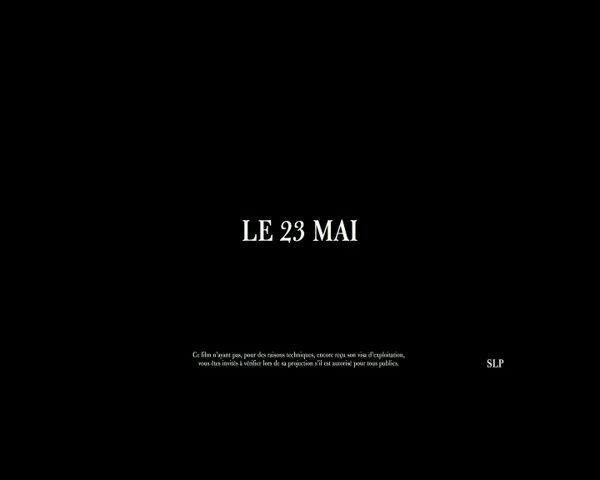 LE 23 MAI
Ce film n'ayant pas, pour des raisons techniques, encore reçu son visa d'exploitation,
vous êtes invités à vérifier lors de sa projection s'il est autorisé pour tous publics.
SLP